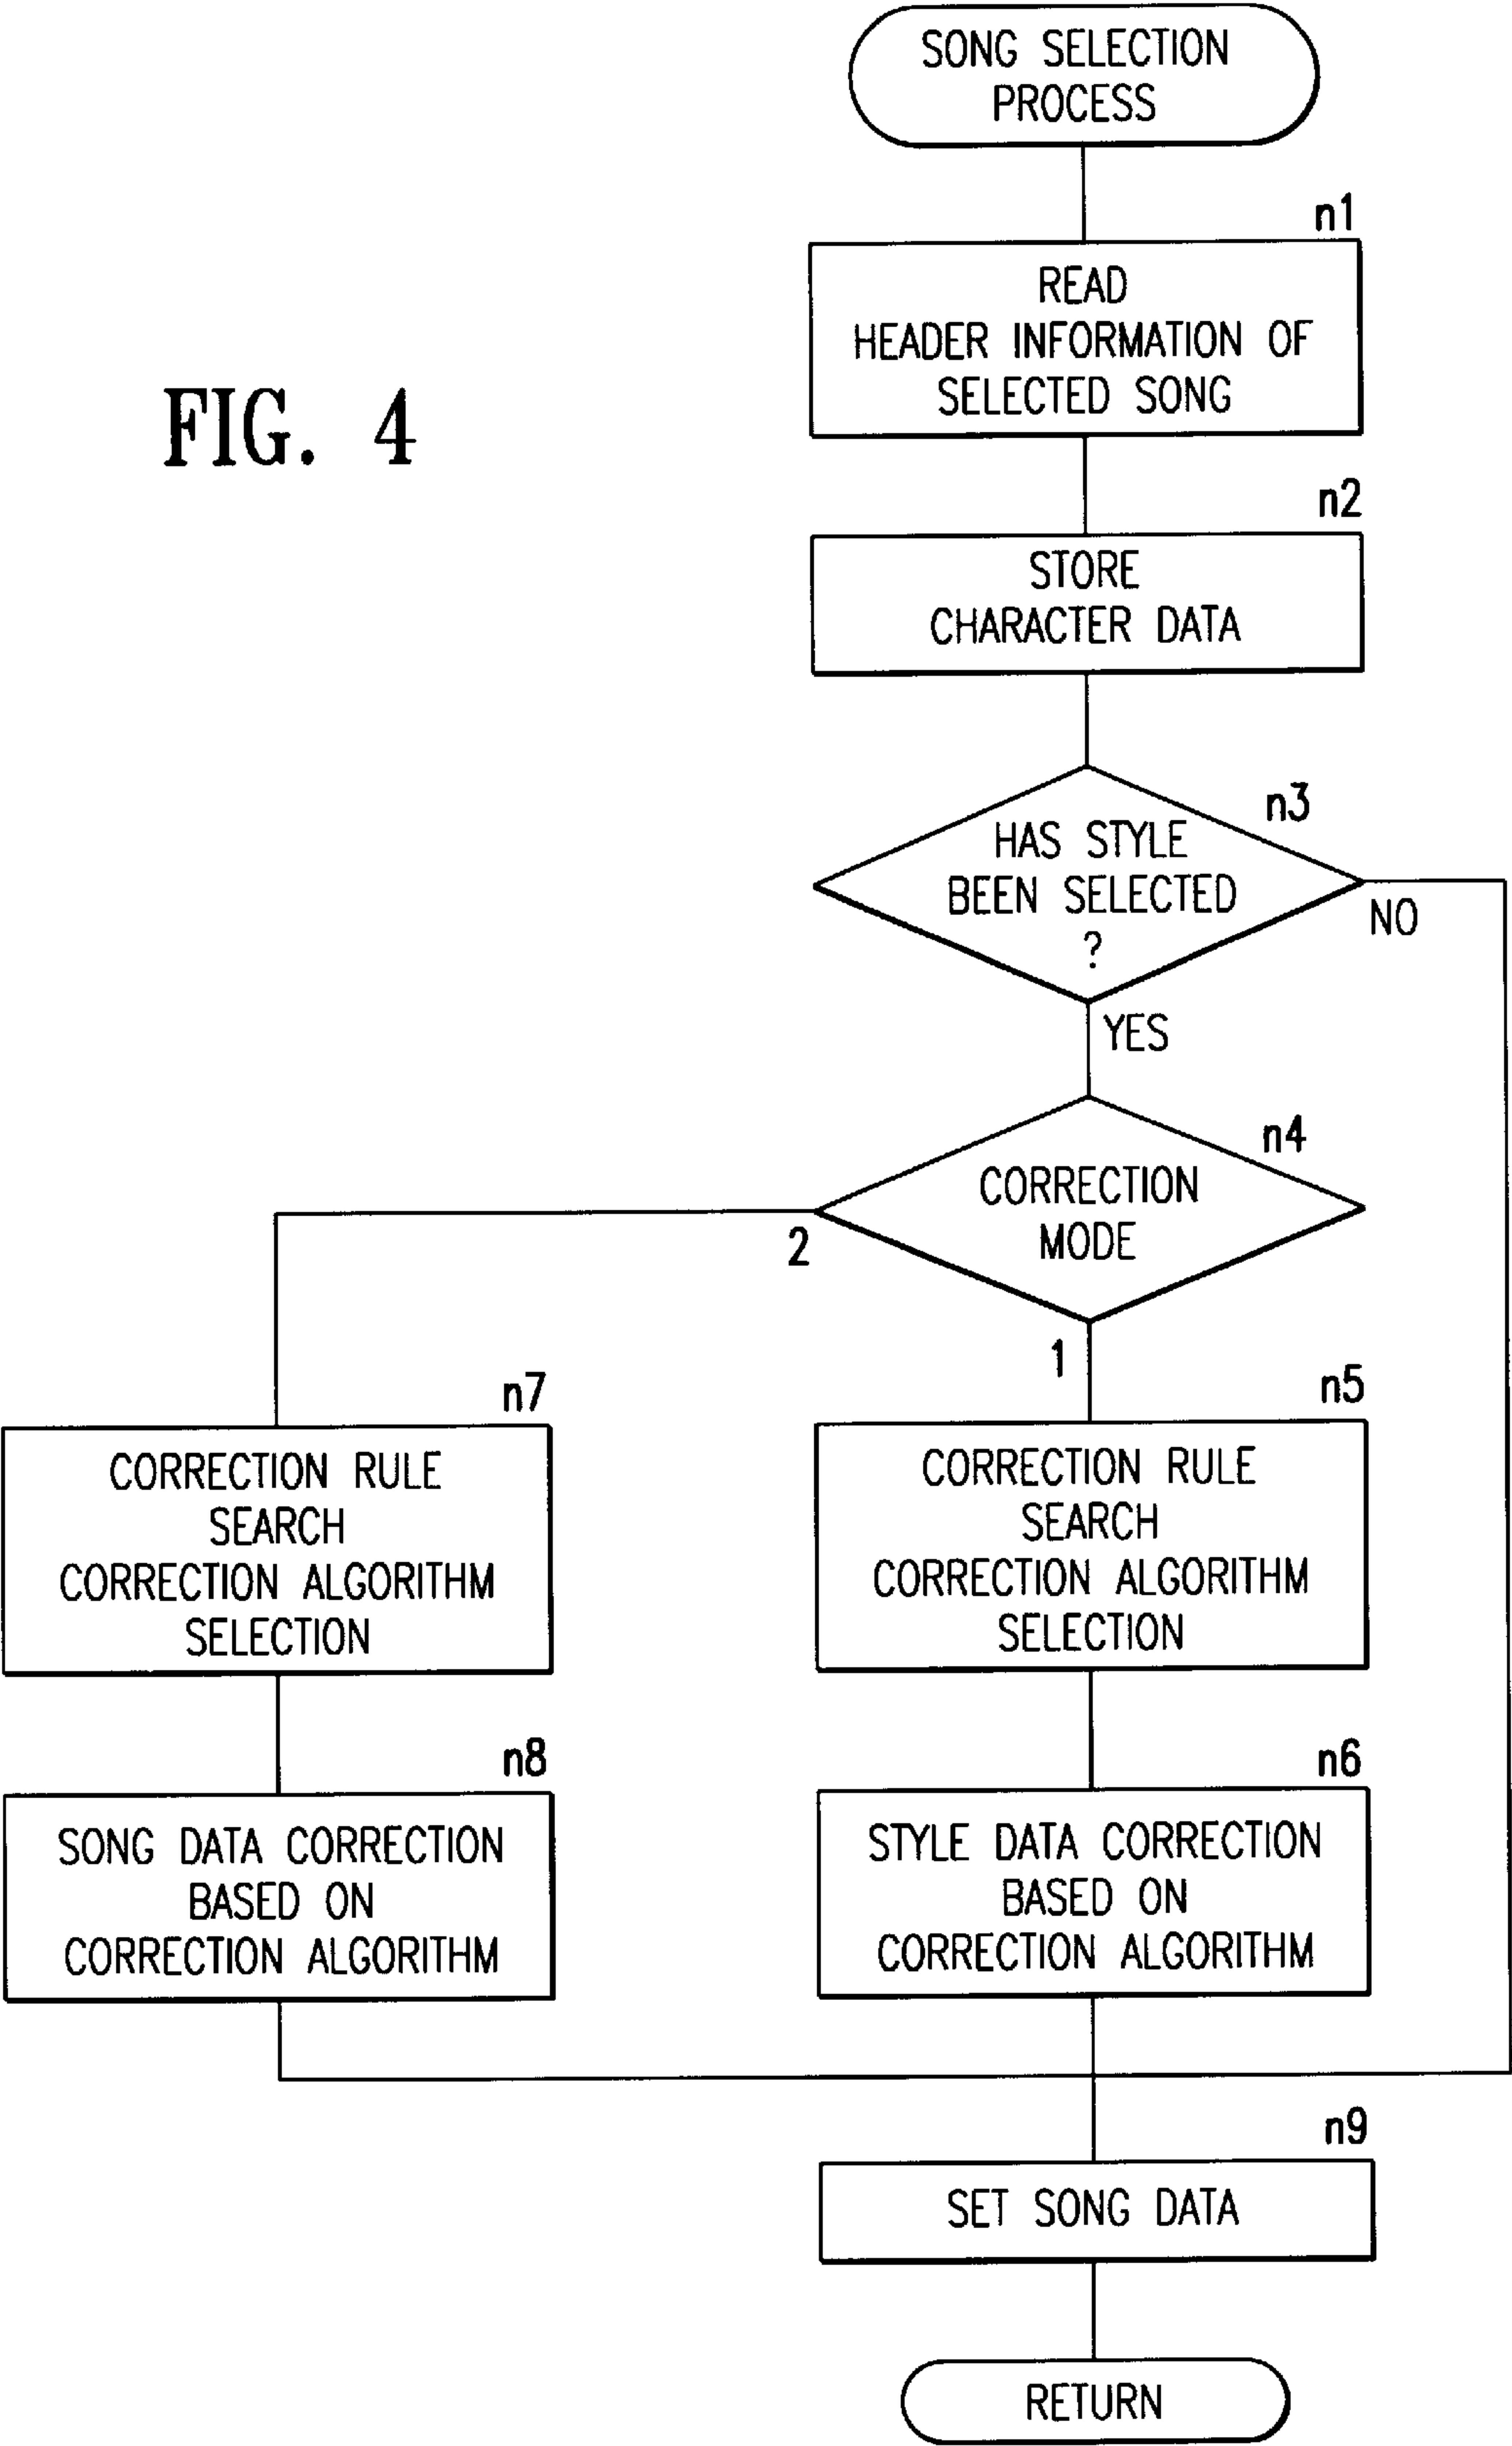 SONG SELECTION
PROCESS
n1
READ
HEADER INFORMATION OF
SELECTED SONG
FIG. 4
n2
STORE
CHARACTER DATA
n3
HAS STYLE
BEEN SELECTED
?
NO
YES
n4
CORRECTION
MODE
2
1
n7
CORRECTION RULE
SEARCH
CORRECTION ALGORITHM
SELECTION
n5
CORRECTION RULE
SEARCH
CORRECTION ALGORITHM
SELECTION
n8
SONG DATA CORRECTION
BASED ON
CORRECTION ALGORITHM
n6
STYLE DATA CORRECTION
BASED ON
CORRECTION ALGORITHM
n9
SET SONG DATA
RETURN